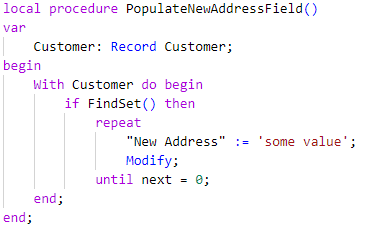 local procedure PopulateNewAddressField()
var
    Customer: Record Customer;
begin
    With Customer do begin
        if FindSet() then
            repeat
                "New Address" := 'some value';
                Modify;
            until next = 0;
    end;
end;